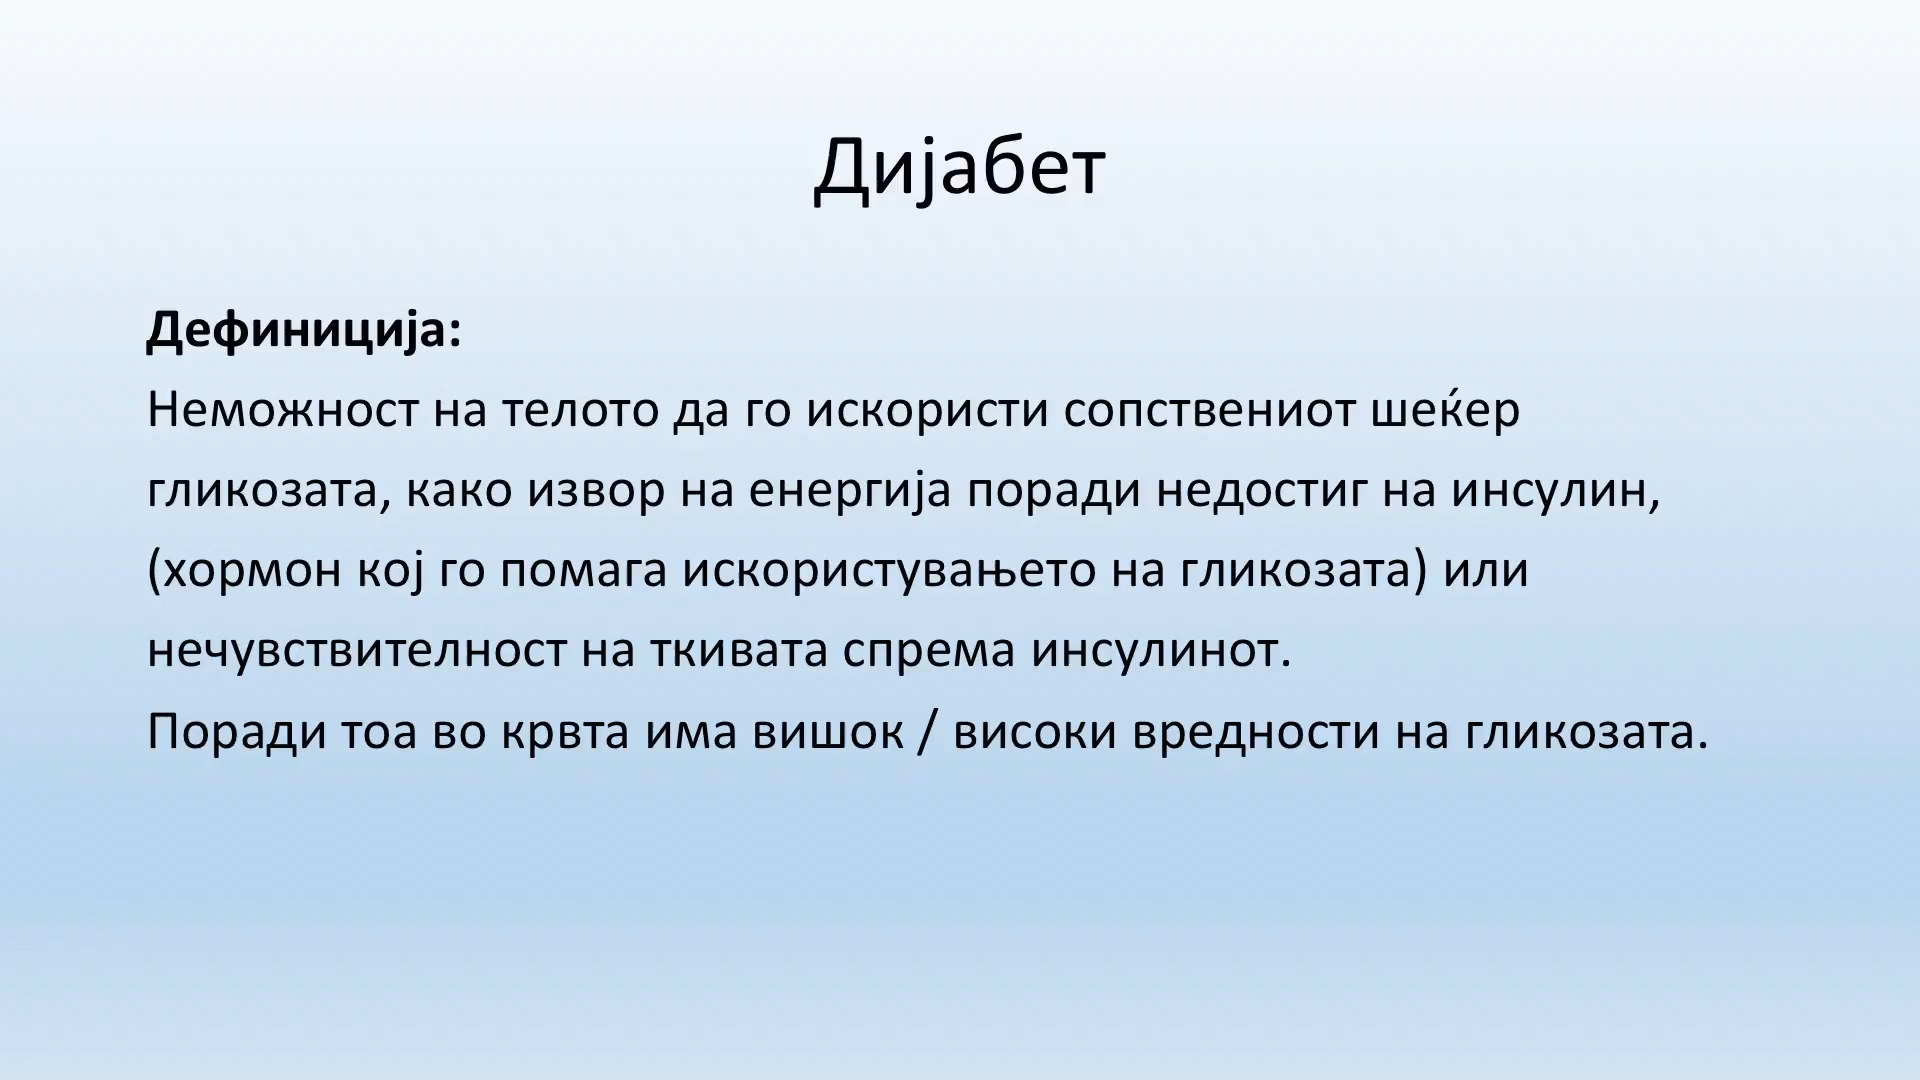 Дијабет
Дефиниција:
Неможност на телото да го искористи сопствениот шеќер
гликозата, како извор на енергија поради недостиг на инсулин,
(хормон кој го помага искористувањето на гликозата) или
нечувствителност на ткивата спрема инсулинот.
Поради тоа во крвта има вишок / високи вредности на гликозата.